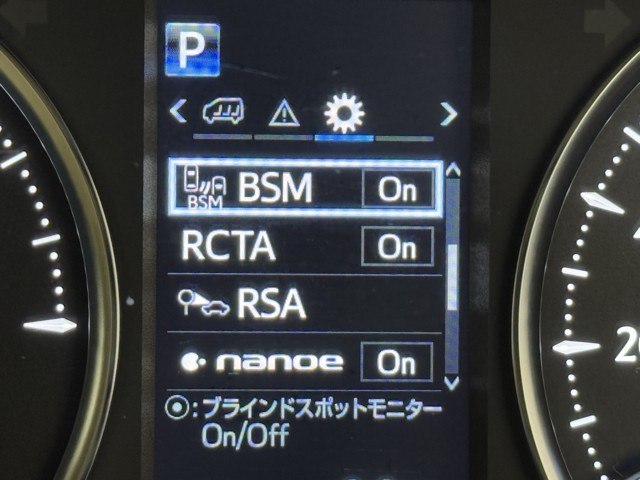 P
BSM BSM On
RCTA On
RSA
nanoe On
20
⦿:ブラインドスポットモニター
On/Off